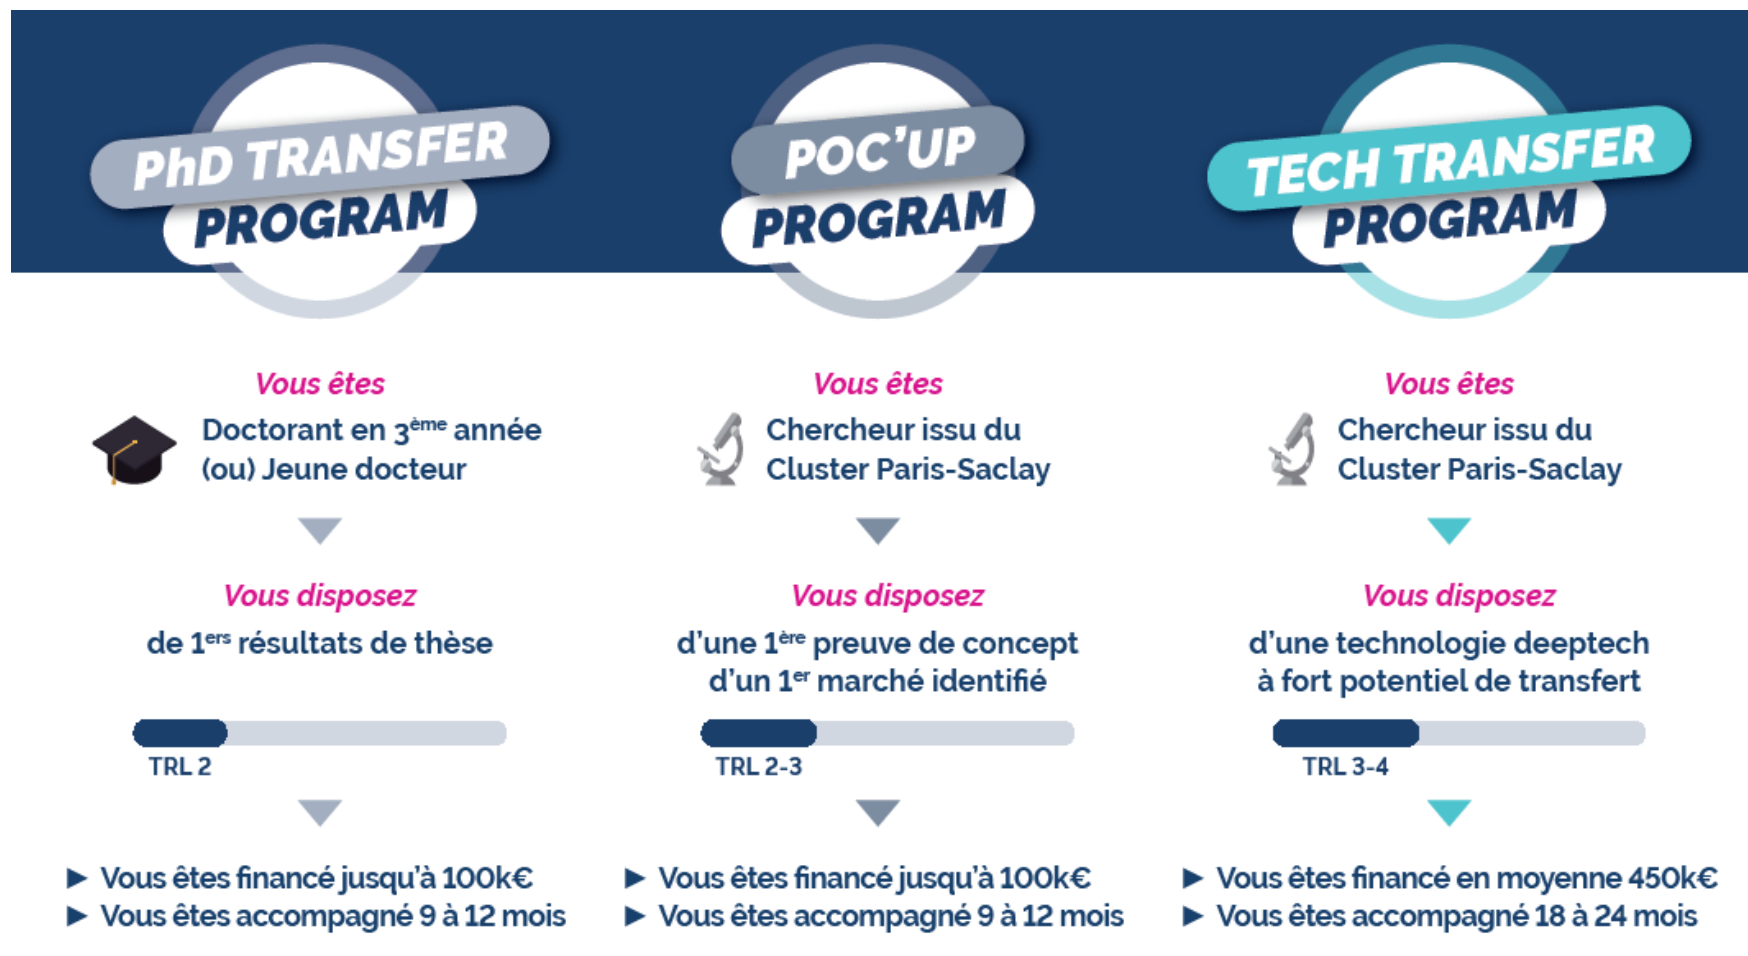 PhD TRANSFER
PROGRAM
Vous êtes
Doctorant en 3ème année
(ou) Jeune docteur
Vous disposez
de 1ers résultats de thèse
TRL 2
► Vous êtes financé jusqu'à 100k€
► Vous êtes accompagné 9 à 12 mois
POC'UP
PROGRAM
Vous êtes
Chercheur issu du
Cluster Paris-Saclay
Vous disposez
d'une 1ère preuve de concept
d'un 1er marché identifié
TRL 2-3
► Vous êtes financé jusqu'à 100k€
► Vous êtes accompagné 9 à 12 mois
TECH TRANSFER
PROGRAM
Vous êtes
Chercheur issu du
Cluster Paris-Saclay
Vous disposez
d'une technologie deeptech
à fort potentiel de transfert
TRL 3-4
► Vous êtes financé en moyenne 450k€
► Vous êtes accompagné 18 à 24 mois